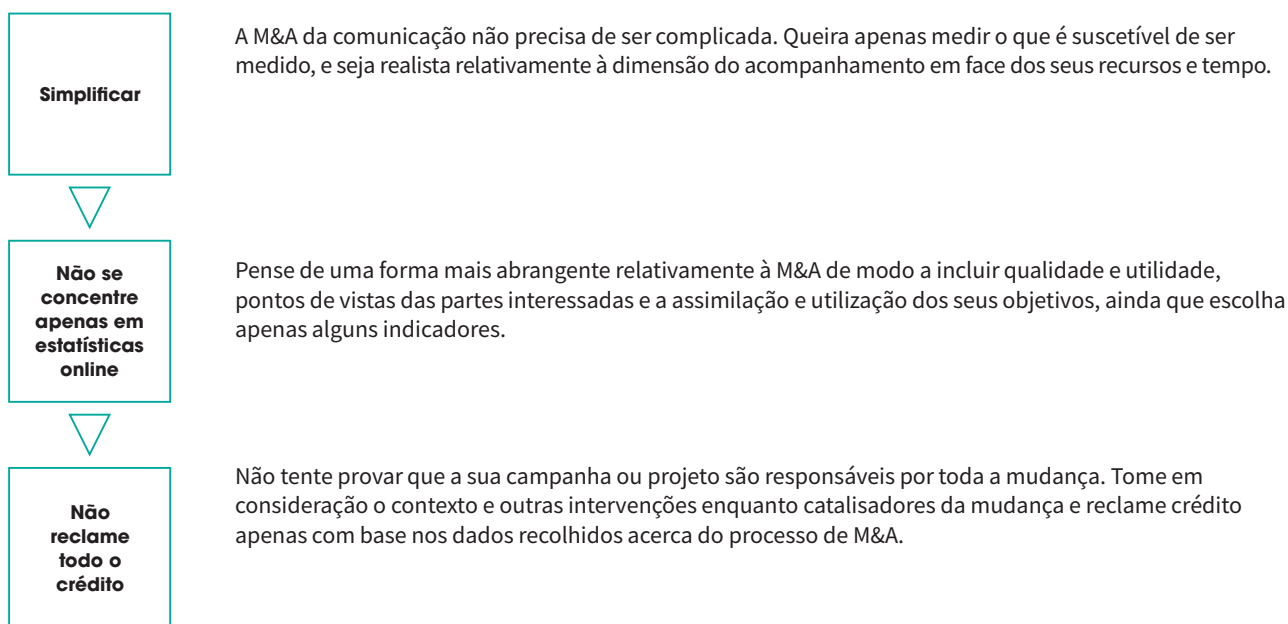 Simplificar
A M&A da comunicação não precisa de ser complicada. Queira apenas medir o que é suscetível de ser
medido, e seja realista relativamente à dimensão do acompanhamento em face dos seus recursos e tempo.
Não se
concentre
apenas em
estatísticas
online
Pense de uma forma mais abrangente relativamente à M&A de modo a incluir qualidade e utilidade,
pontos de vistas das partes interessadas e a assimilação e utilização dos seus objetivos, ainda que escolha
apenas alguns indicadores.
Não
reclame
todo o
crédito
Não tente provar que a sua campanha ou projeto são responsáveis por toda a mudança. Tome em
consideração o contexto e outras intervenções enquanto catalisadores da mudança e reclame crédito
apenas com base nos dados recolhidos acerca do processo de M&A.